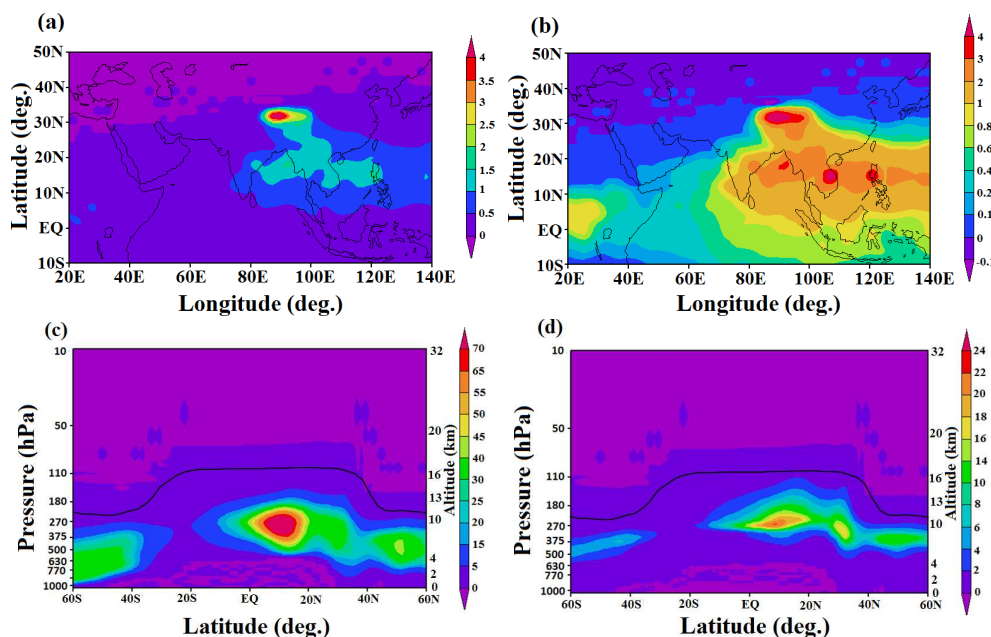 (a)
Latitude (deg.)
50N
40N
30N
20N
10N
EQ
10S
20E 40E 60E 80E 100E 120E 140E
Longitude (deg.)
4
3.5
3
2.5
2
1.5
1
0.5
0
(b)
Latitude (deg.)
50N
40N
30N
20N
10N
EQ
10S
20E 40E 60E 80E 100E 120E 140E
Longitude (deg.)
4
3
2
1
0.8
0.6
0.4
0.2
0.1
0
(c)
Pressure (hPa)
10
50
110
180
270
375
500
630
770
1000
60S 40S 20S EQ 20N 40N 60N
Latitude (deg.)
32
20
16
13
10
4
2
0
Altitude (km)
70
65
55
50
45
40
30
25
20
15
10
5
0
(d)
Pressure (hPa)
10
50
110
180
270
375
500
630
770
1000
60S 40S 20S EQ 20N 40N 60N
Latitude (deg.)
32
20
16
13
10
4
2
0
Altitude (km)
24
22
20
18
16
14
12
10
8
6
4
2
0